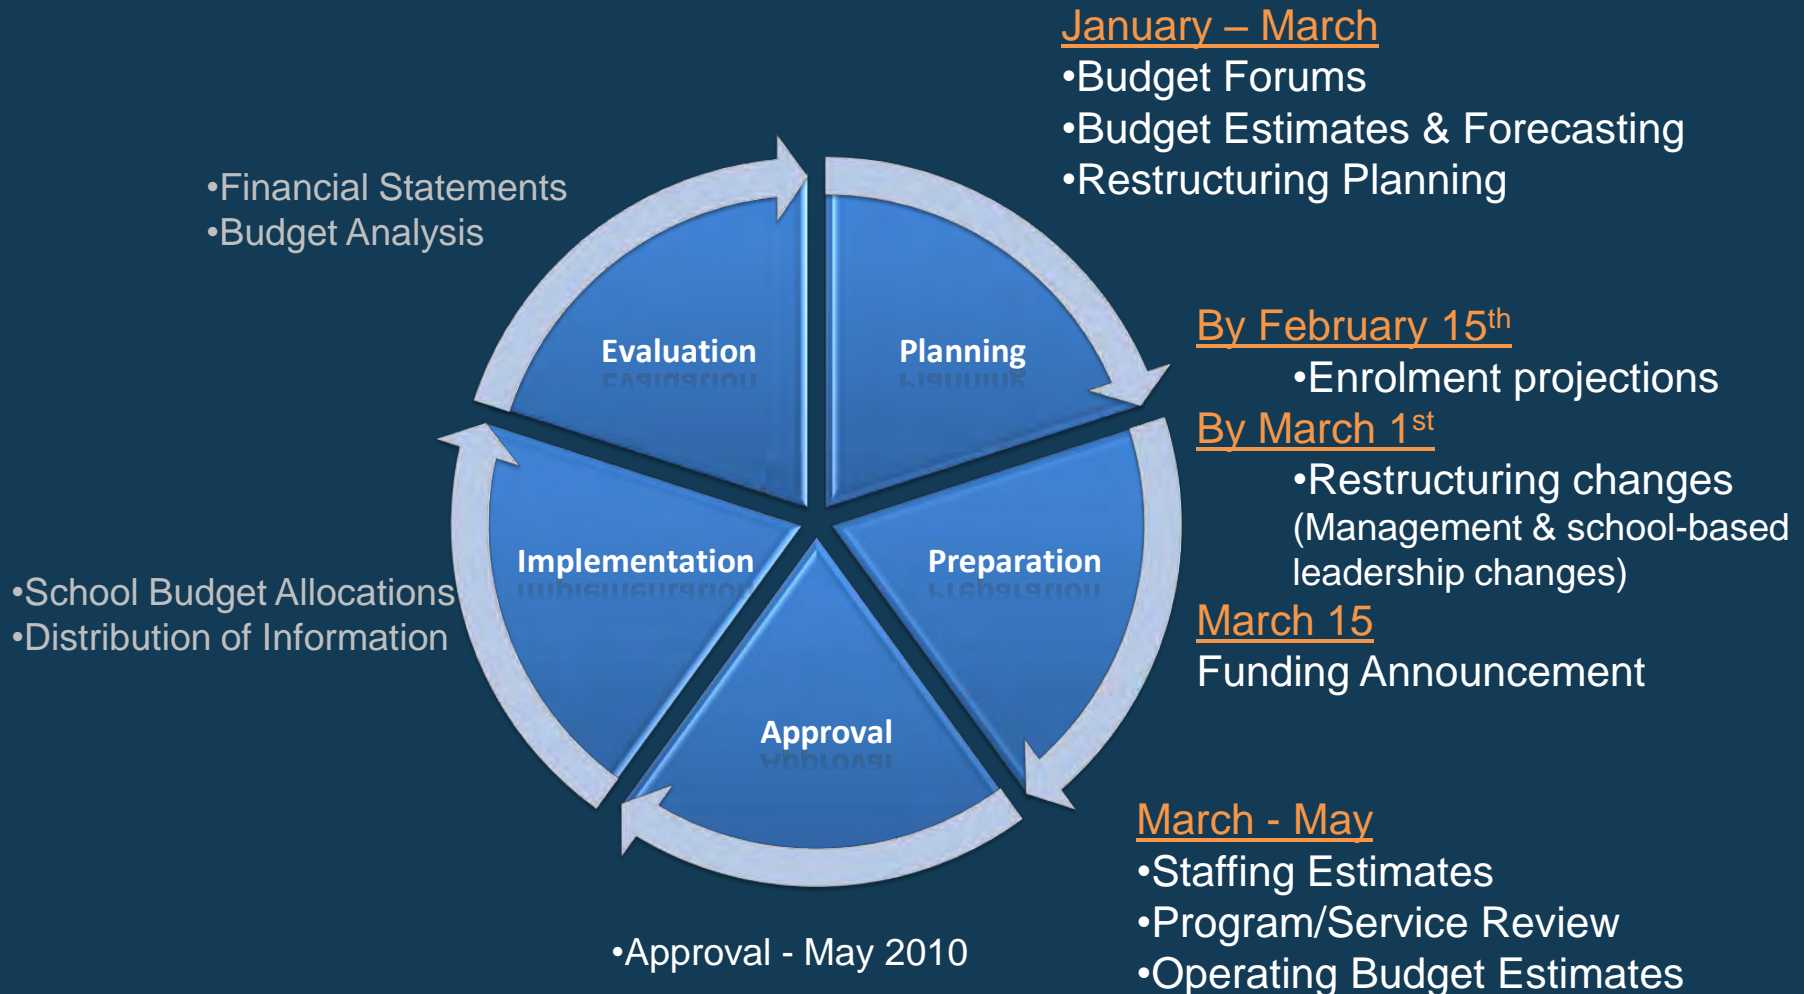 January – March
•Budget Forums
•Budget Estimates & Forecasting
•Restructuring Planning
•Financial Statements
•Budget Analysis
By February 15th
•Enrolment projections
By March 1st
•Restructuring changes
(Management & school-based
leadership changes)
March 15
Funding Announcement
Evaluation
Planning
Implementation
Preparation
Approval
•School Budget Allocations
•Distribution of Information
March - May
•Staffing Estimates
•Program/Service Review
•Operating Budget Estimates
•Approval - May 2010